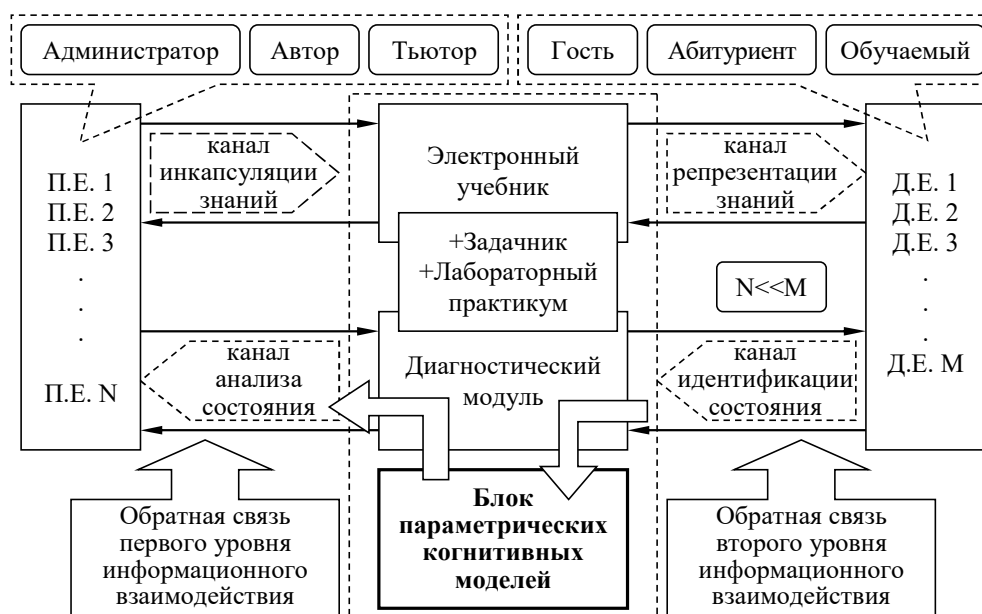 Администратор
Автор
Тьютор
Гость
Абитуриент
Обучаемый
П.Е. 1
П.Е. 2
П.Е. 3
.
.
.
П.Е. N
канал
инкапсуляции
знаний
Электронный
учебник
+Задачник
+Лабораторный
практикум
Диагностический
модуль
канал
репрезентации
знаний
N<<M
Д.Е. 1
Д.Е. 2
Д.Е. 3
.
.
.
Д.Е. M
канал
анализа
состояния
канал
идентификации
состояния
Обратная связь
первого уровня
информационного
взаимодействия
Блок
параметрических
когнитивных
моделей
Обратная связь
второго уровня
информационного
взаимодействия